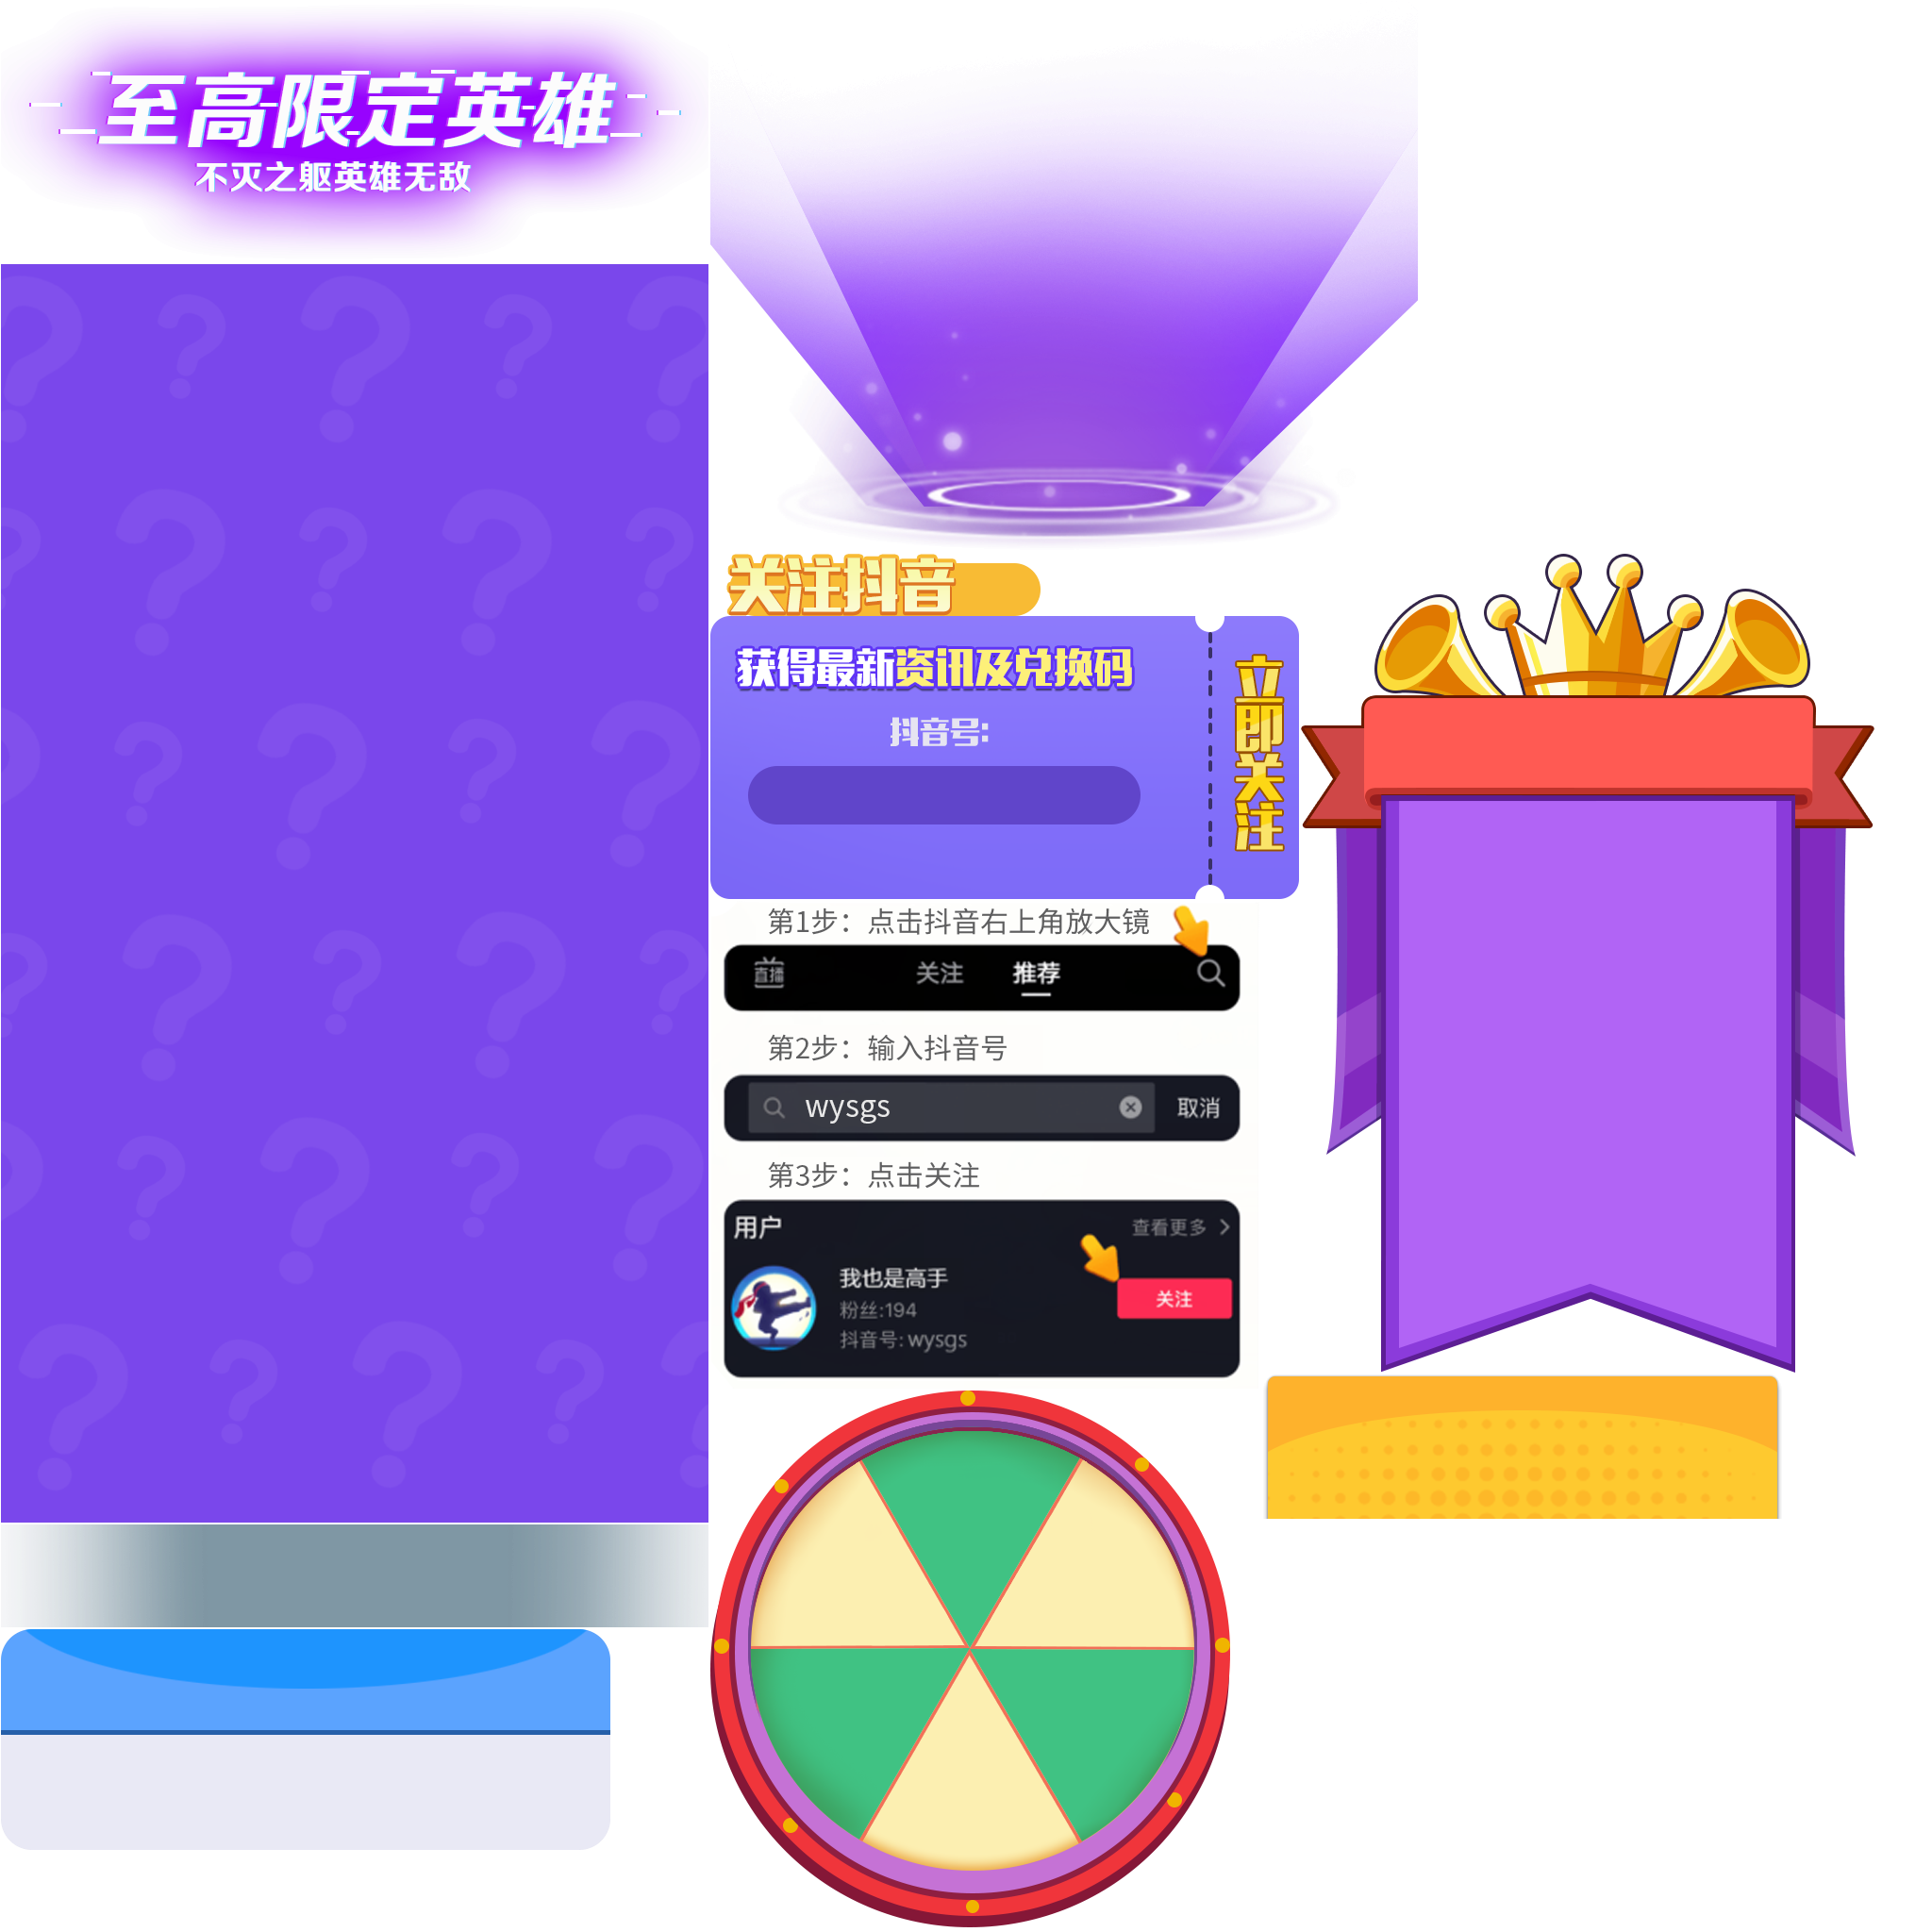 至高限定英雄
不灭之躯英雄无敌
关注抖音
获得最新资讯及兑换码
抖音号:
立即关注
第1步：点击抖音右上角放大镜
直播 关注 推荐
第2步：输入抖音号
wysgs 取消
第3步：点击关注
用户 查看更多
我也是高手
粉丝:194
关注
抖音号: wysgs